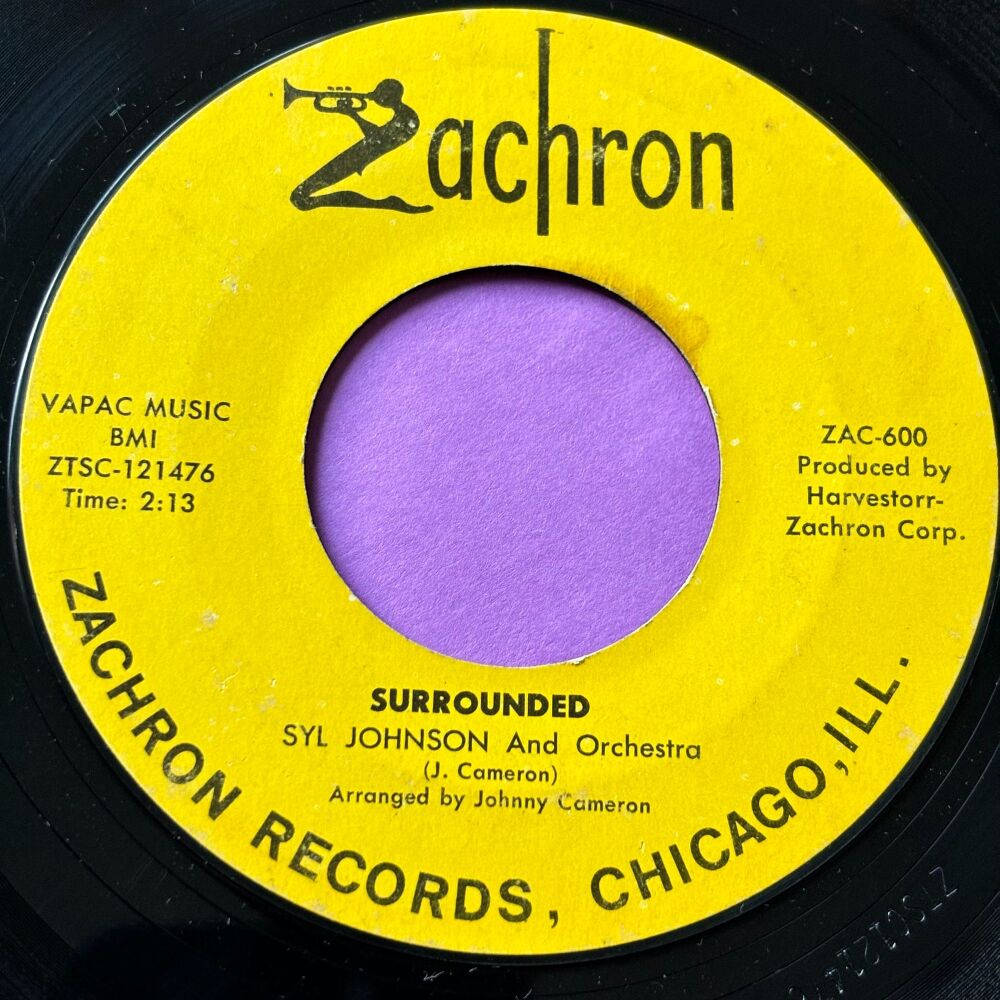 Zachron
VAPAC MUSIC
BMI
ZTSC-121476
Time: 2:13
ZAC-600
Produced by
Harvestorr-
Zachron Corp.
SURROUNDED
SYL JOHNSON And Orchestra
(J. Cameron)
Arranged by Johnny Cameron
ZACHRON RECORDS, CHICAGO, ILL.